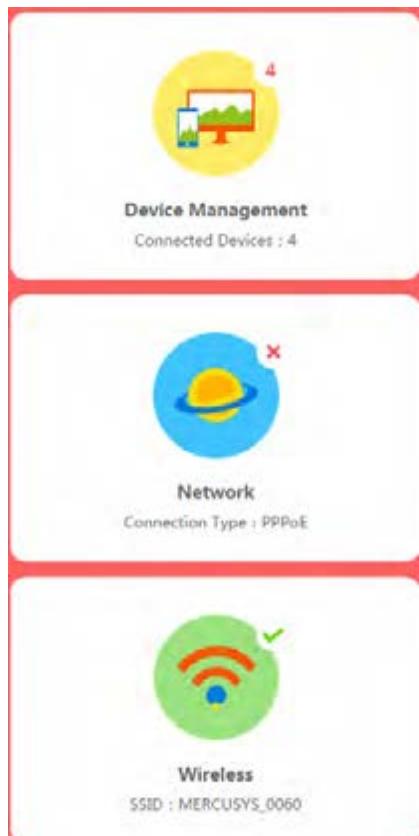 4
Device Management
Connected Devices : 4
Network
Connection Type : PPPoE
Wireless
SSID : MERCUSYS_0060